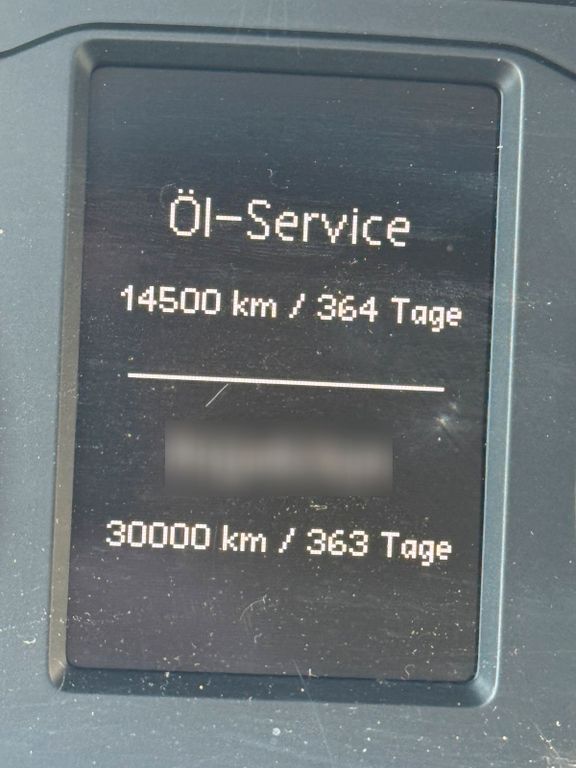 Öl-Service
14500 km / 364 Tage
30000 km / 363 Tage